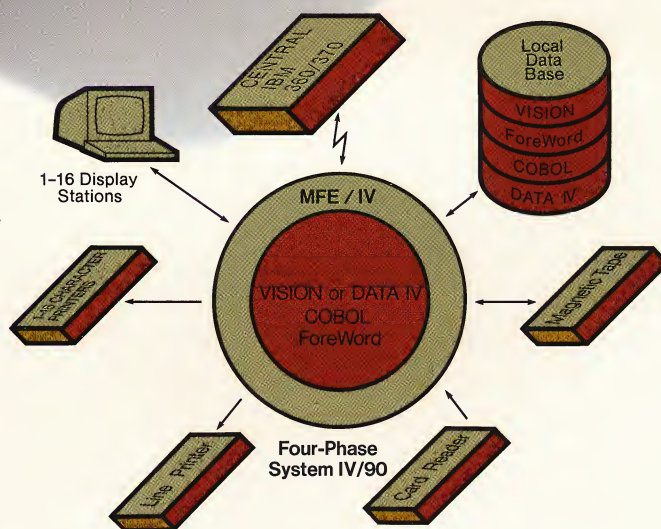 CENTRAL
IBM
360/370
Local
Data
Base
VISION
ForeWord
COBOL
DATA IV
1-16 Display
Stations
MFE / IV
VISION or DATA IV
COBOL
ForeWord
1-16 CHARACTER
PRINTERS
Magnetic Tape
Line Printer
Card Reader
Four-Phase
System IV/90